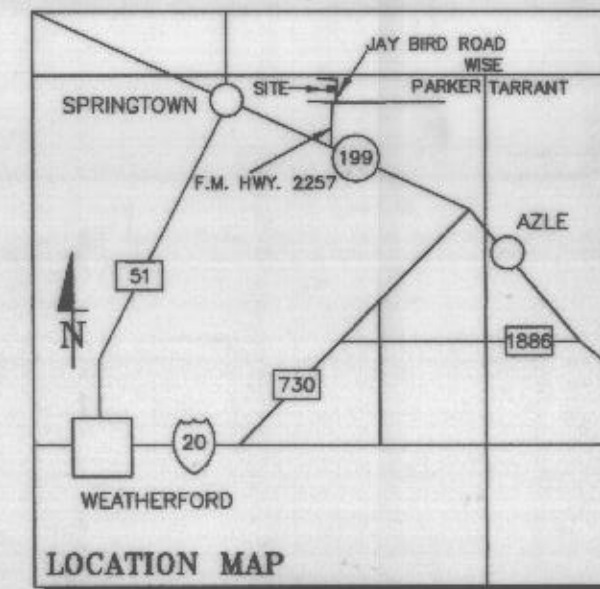 JAY BIRD ROAD
WISE
SITE
PARKER TARRANT
SPRINGTOWN
199
F.M. HWY. 2257
AZLE
51
N
1886
730
20
WEATHERFORD
LOCATION MAP